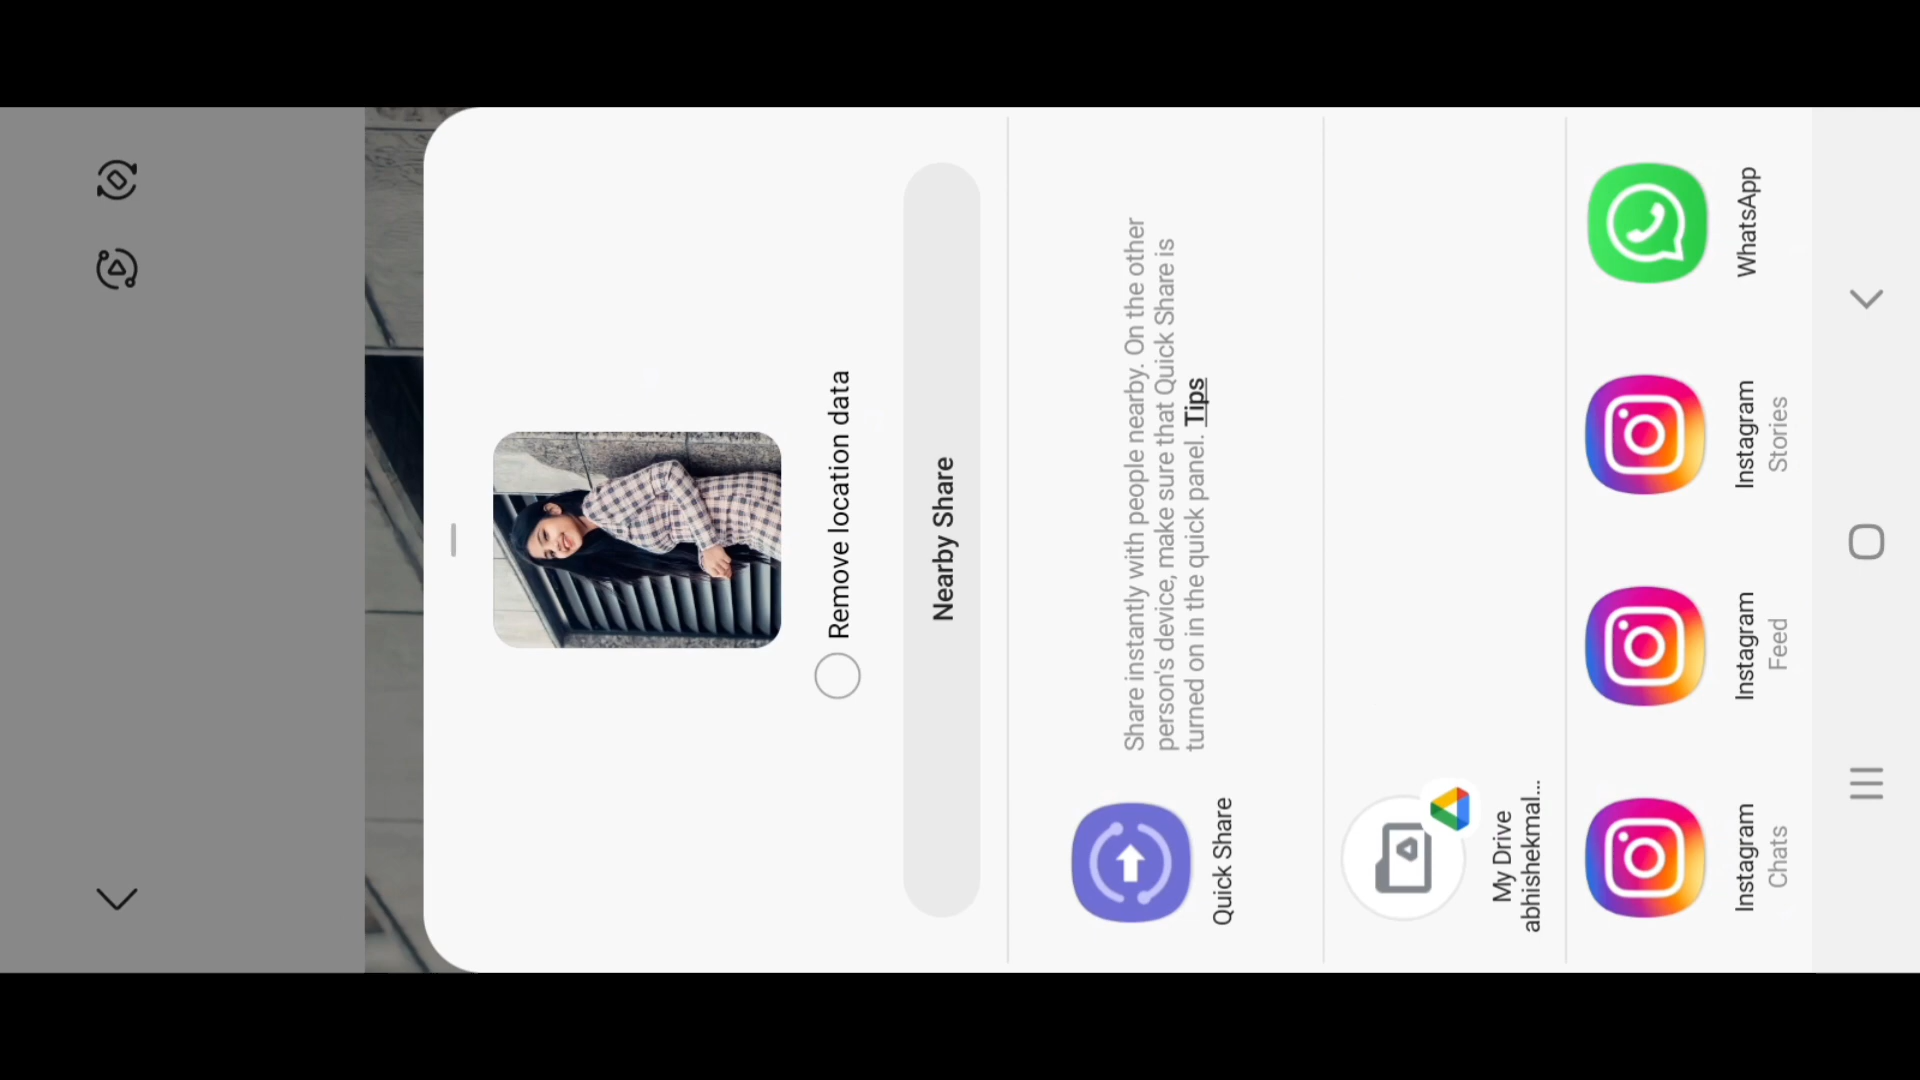 Remove location data
Nearby Share
Share instantly with people nearby. On the other
person's device, make sure that Quick Share is
turned on in the quick panel. Tips
Quick Share
My Drive
abhishekmal...
Instagram
Chats
Instagram
Feed
Instagram
Stories
WhatsApp